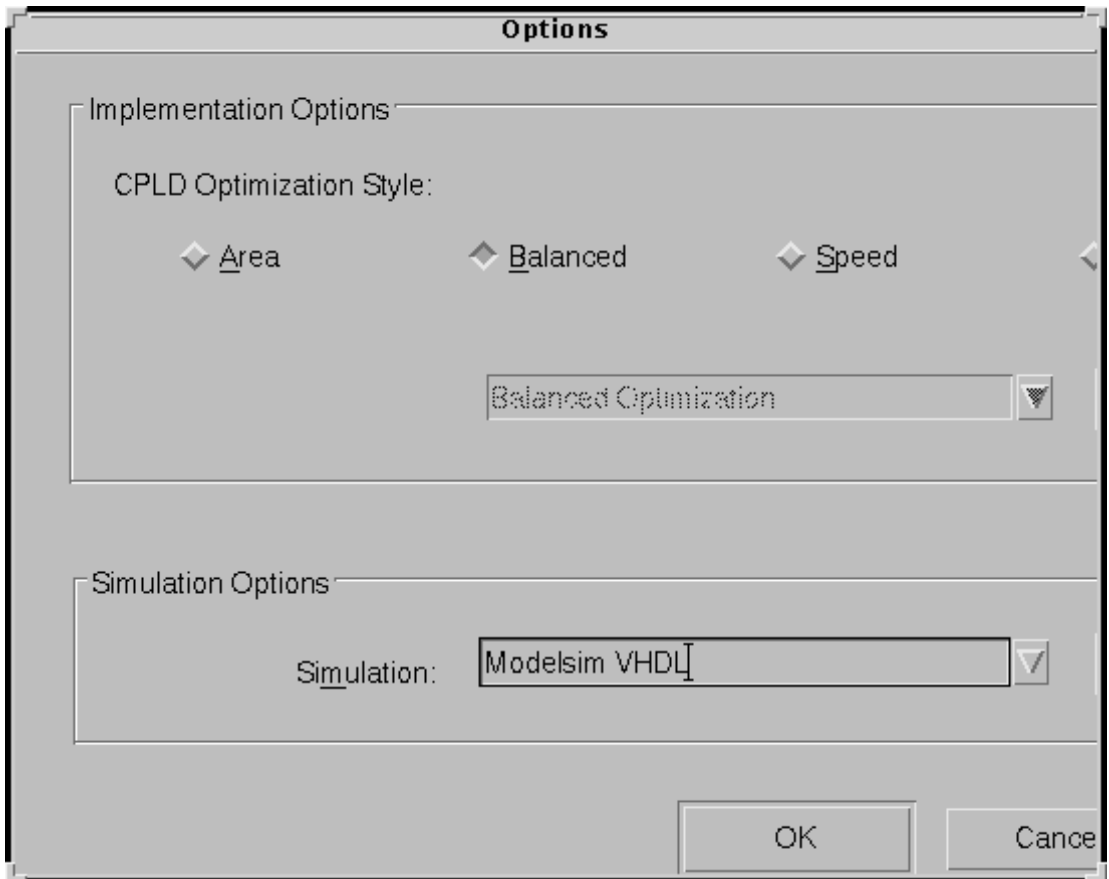 Options
Implementation Options
CPLD Optimization Style:
Area Balanced Speed
Balanced Optimization
Simulation Options
Simulation: Modelsim VHDL
OK Cance